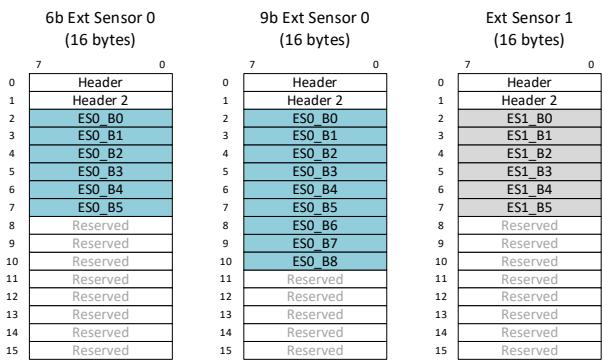 6b Ext Sensor 0
(16 bytes)
7 0
0 Header
1 Header 2
2 ES0_B0
3 ES0_B1
4 ES0_B2
5 ES0_B3
6 ES0_B4
7 ES0_B5
8 Reserved
9 Reserved
10 Reserved
11 Reserved
12 Reserved
13 Reserved
14 Reserved
15 Reserved
9b Ext Sensor 0
(16 bytes)
7 0
0 Header
1 Header 2
2 ES0_B0
3 ES0_B1
4 ES0_B2
5 ES0_B3
6 ES0_B4
7 ES0_B5
8 ES0_B6
9 ES0_B7
10 ES0_B8
11 Reserved
12 Reserved
13 Reserved
14 Reserved
15 Reserved
Ext Sensor 1
(16 bytes)
7 0
0 Header
1 Header 2
2 ES1_B0
3 ES1_B1
4 ES1_B2
5 ES1_B3
6 ES1_B4
7 ES1_B5
8 Reserved
9 Reserved
10 Reserved
11 Reserved
12 Reserved
13 Reserved
14 Reserved
15 Reserved